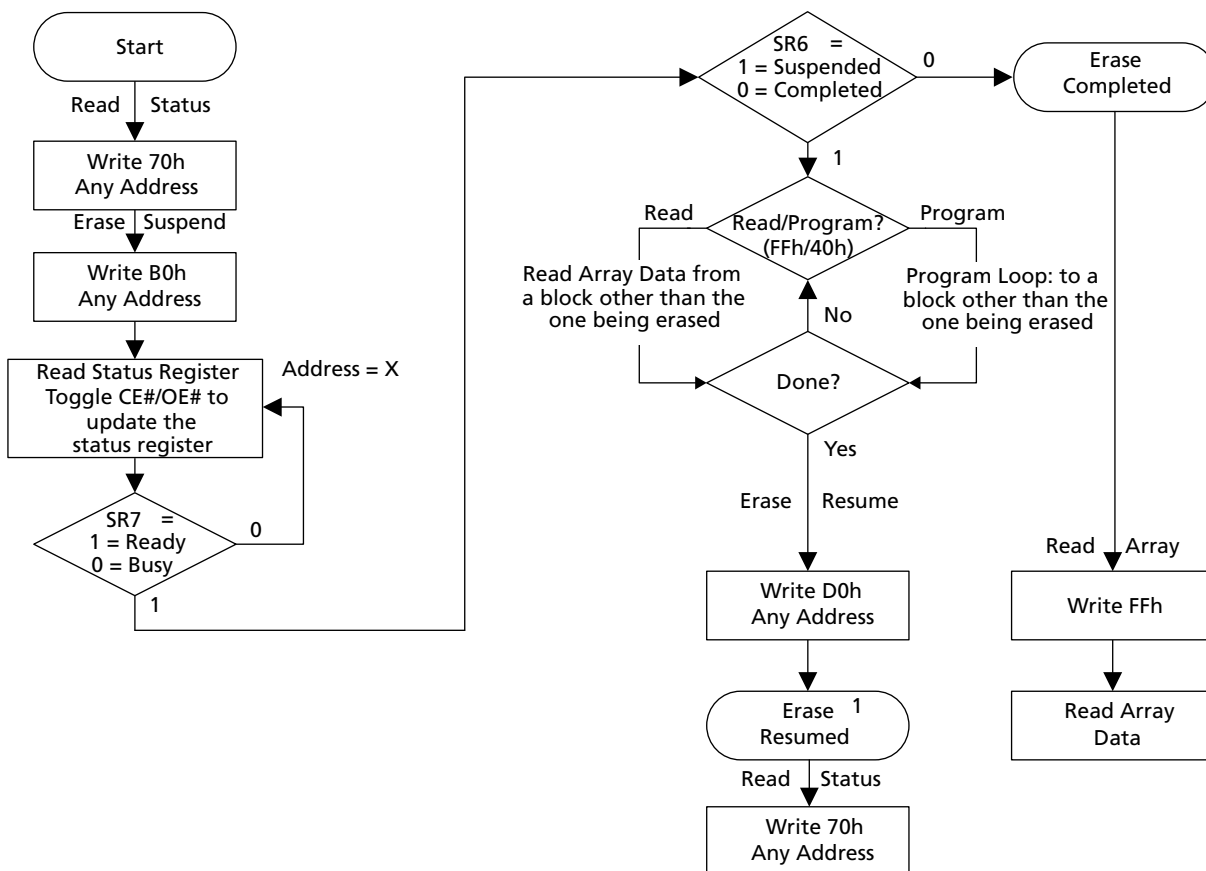 Start
Read Status
Write 70h
Any Address
Erase Suspend
Write B0h
Any Address
Read Status Register
Toggle CE#/OE# to
update the
status register
Address = X
SR7 =
1 = Ready
0 = Busy
0
1
SR6 =
1 = Suspended
0 = Completed
0
1
Erase
Completed
Read/Program?
(FFh/40h)
Read
Program
Read Array Data from
a block other than the
one being erased
Program Loop: to a
block other than the
one being erased
No
Done?
Yes
Erase Resume
Write D0h
Any Address
Erase 1
Resumed
Read Status
Write 70h
Any Address
Read Array
Write FFh
Read Array
Data